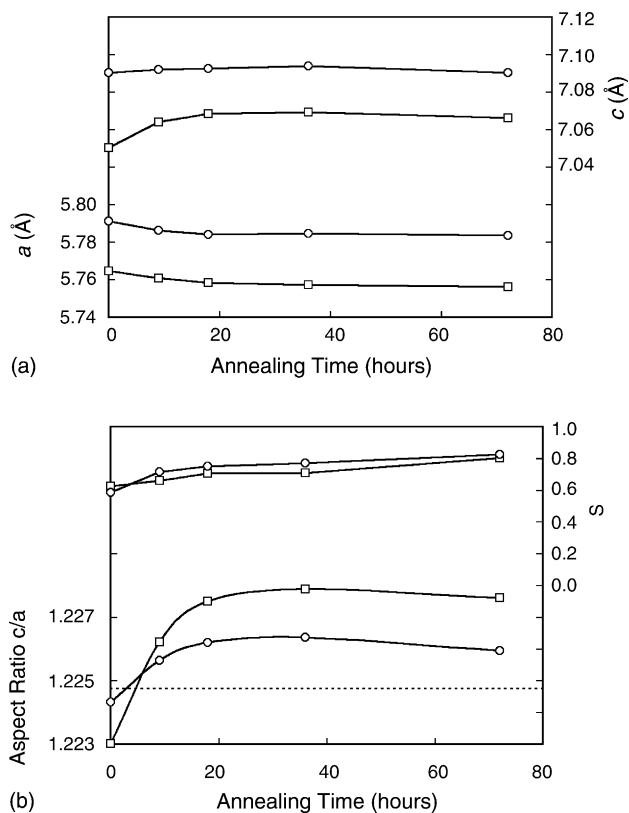 7.12
7.10
7.08
7.06
7.04
c (Å)
5.80
5.78
5.76
5.74
a (Å)
0 20 40 60 80
Annealing Time (hours)
(a)
1.0
0.8
0.6
0.4
0.2
0.0
S
1.227
1.225
1.223
Aspect Ratio c/a
0 20 40 60 80
Annealing Time (hours)
(b)